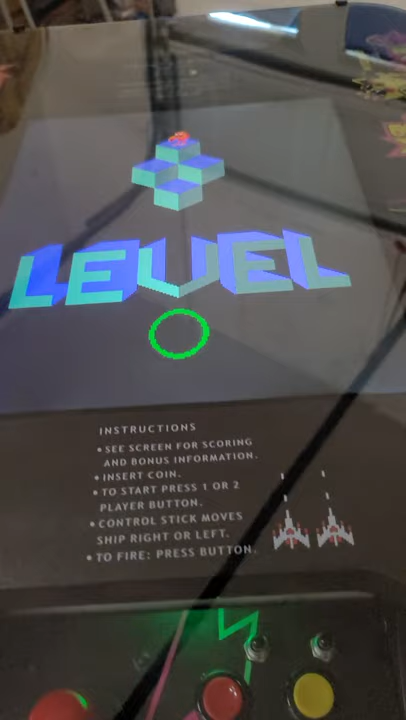 LEVEL
INSTRUCTIONS
• SEE SCREEN FOR SCORING
AND BONUS INFORMATION.
• INSERT COIN.
• TO START PRESS 1 OR 2
PLAYER BUTTON.
• CONTROL STICK MOVES
SHIP RIGHT OR LEFT.
• TO FIRE: PRESS BUTTON.